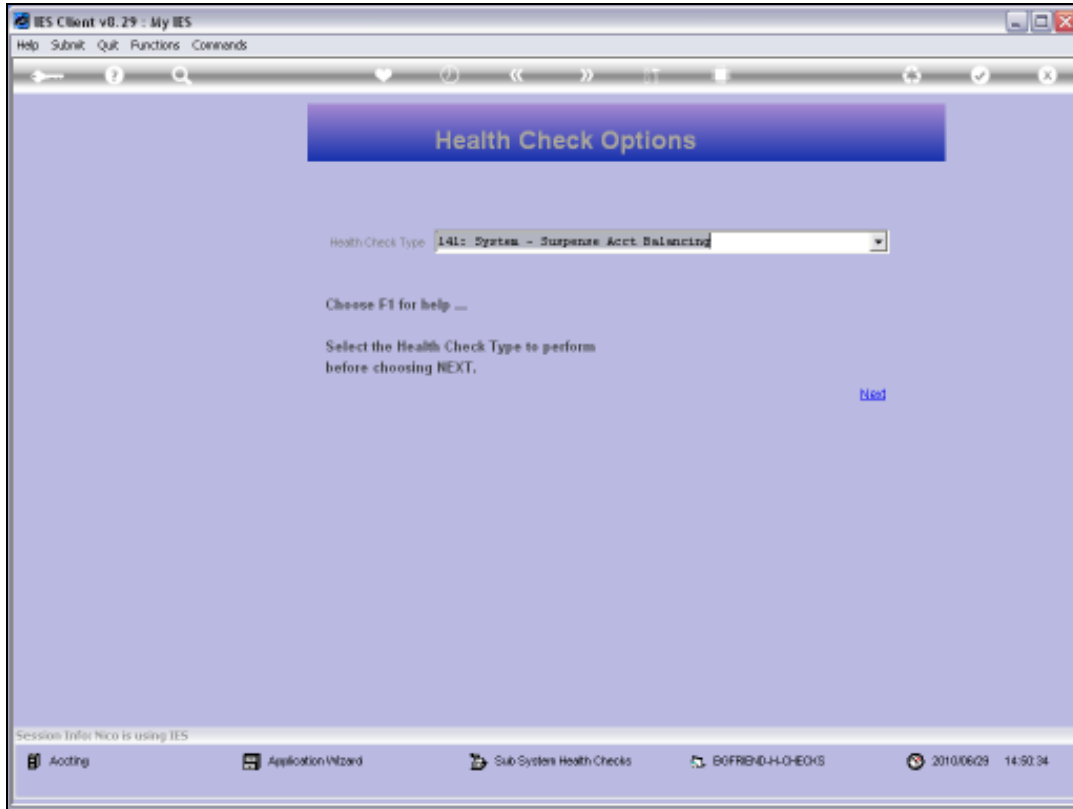 IES Client v8.29 : My IES
Help Submit Quit Functions Commands
Health Check Options
Health Check Type 141: System - Suspense Acct Balancing
Choose F1 for help ...
Select the Health Check Type to perform
before choosing NEXT.
Next
Session Info: Nico is using IES
Accting Application Wizard Sub System Health Checks BGFRIEND-H-CHECKS 2010/06/29 14:50:34